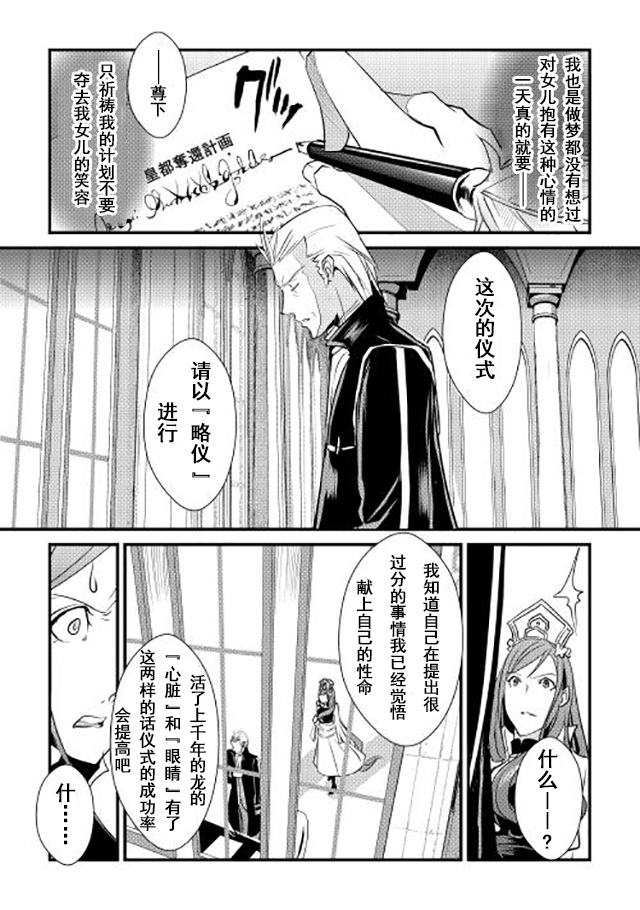 我也是做梦都没有想过
对女儿抱有这种心情的
一天真的就要——
グッ
皇都奪還計画
——尊下
只祈祷我的计划不要
夺去我女儿的笑容
这次的仪式
请以『略仪』
进行
什么——？
我知道自己在提出很
过分的事情我已经觉悟
献上自己的性命
活了上千年的龙的
『心脏』和『眼睛』有了
这两样的话仪式的成功率
会提高吧
什……